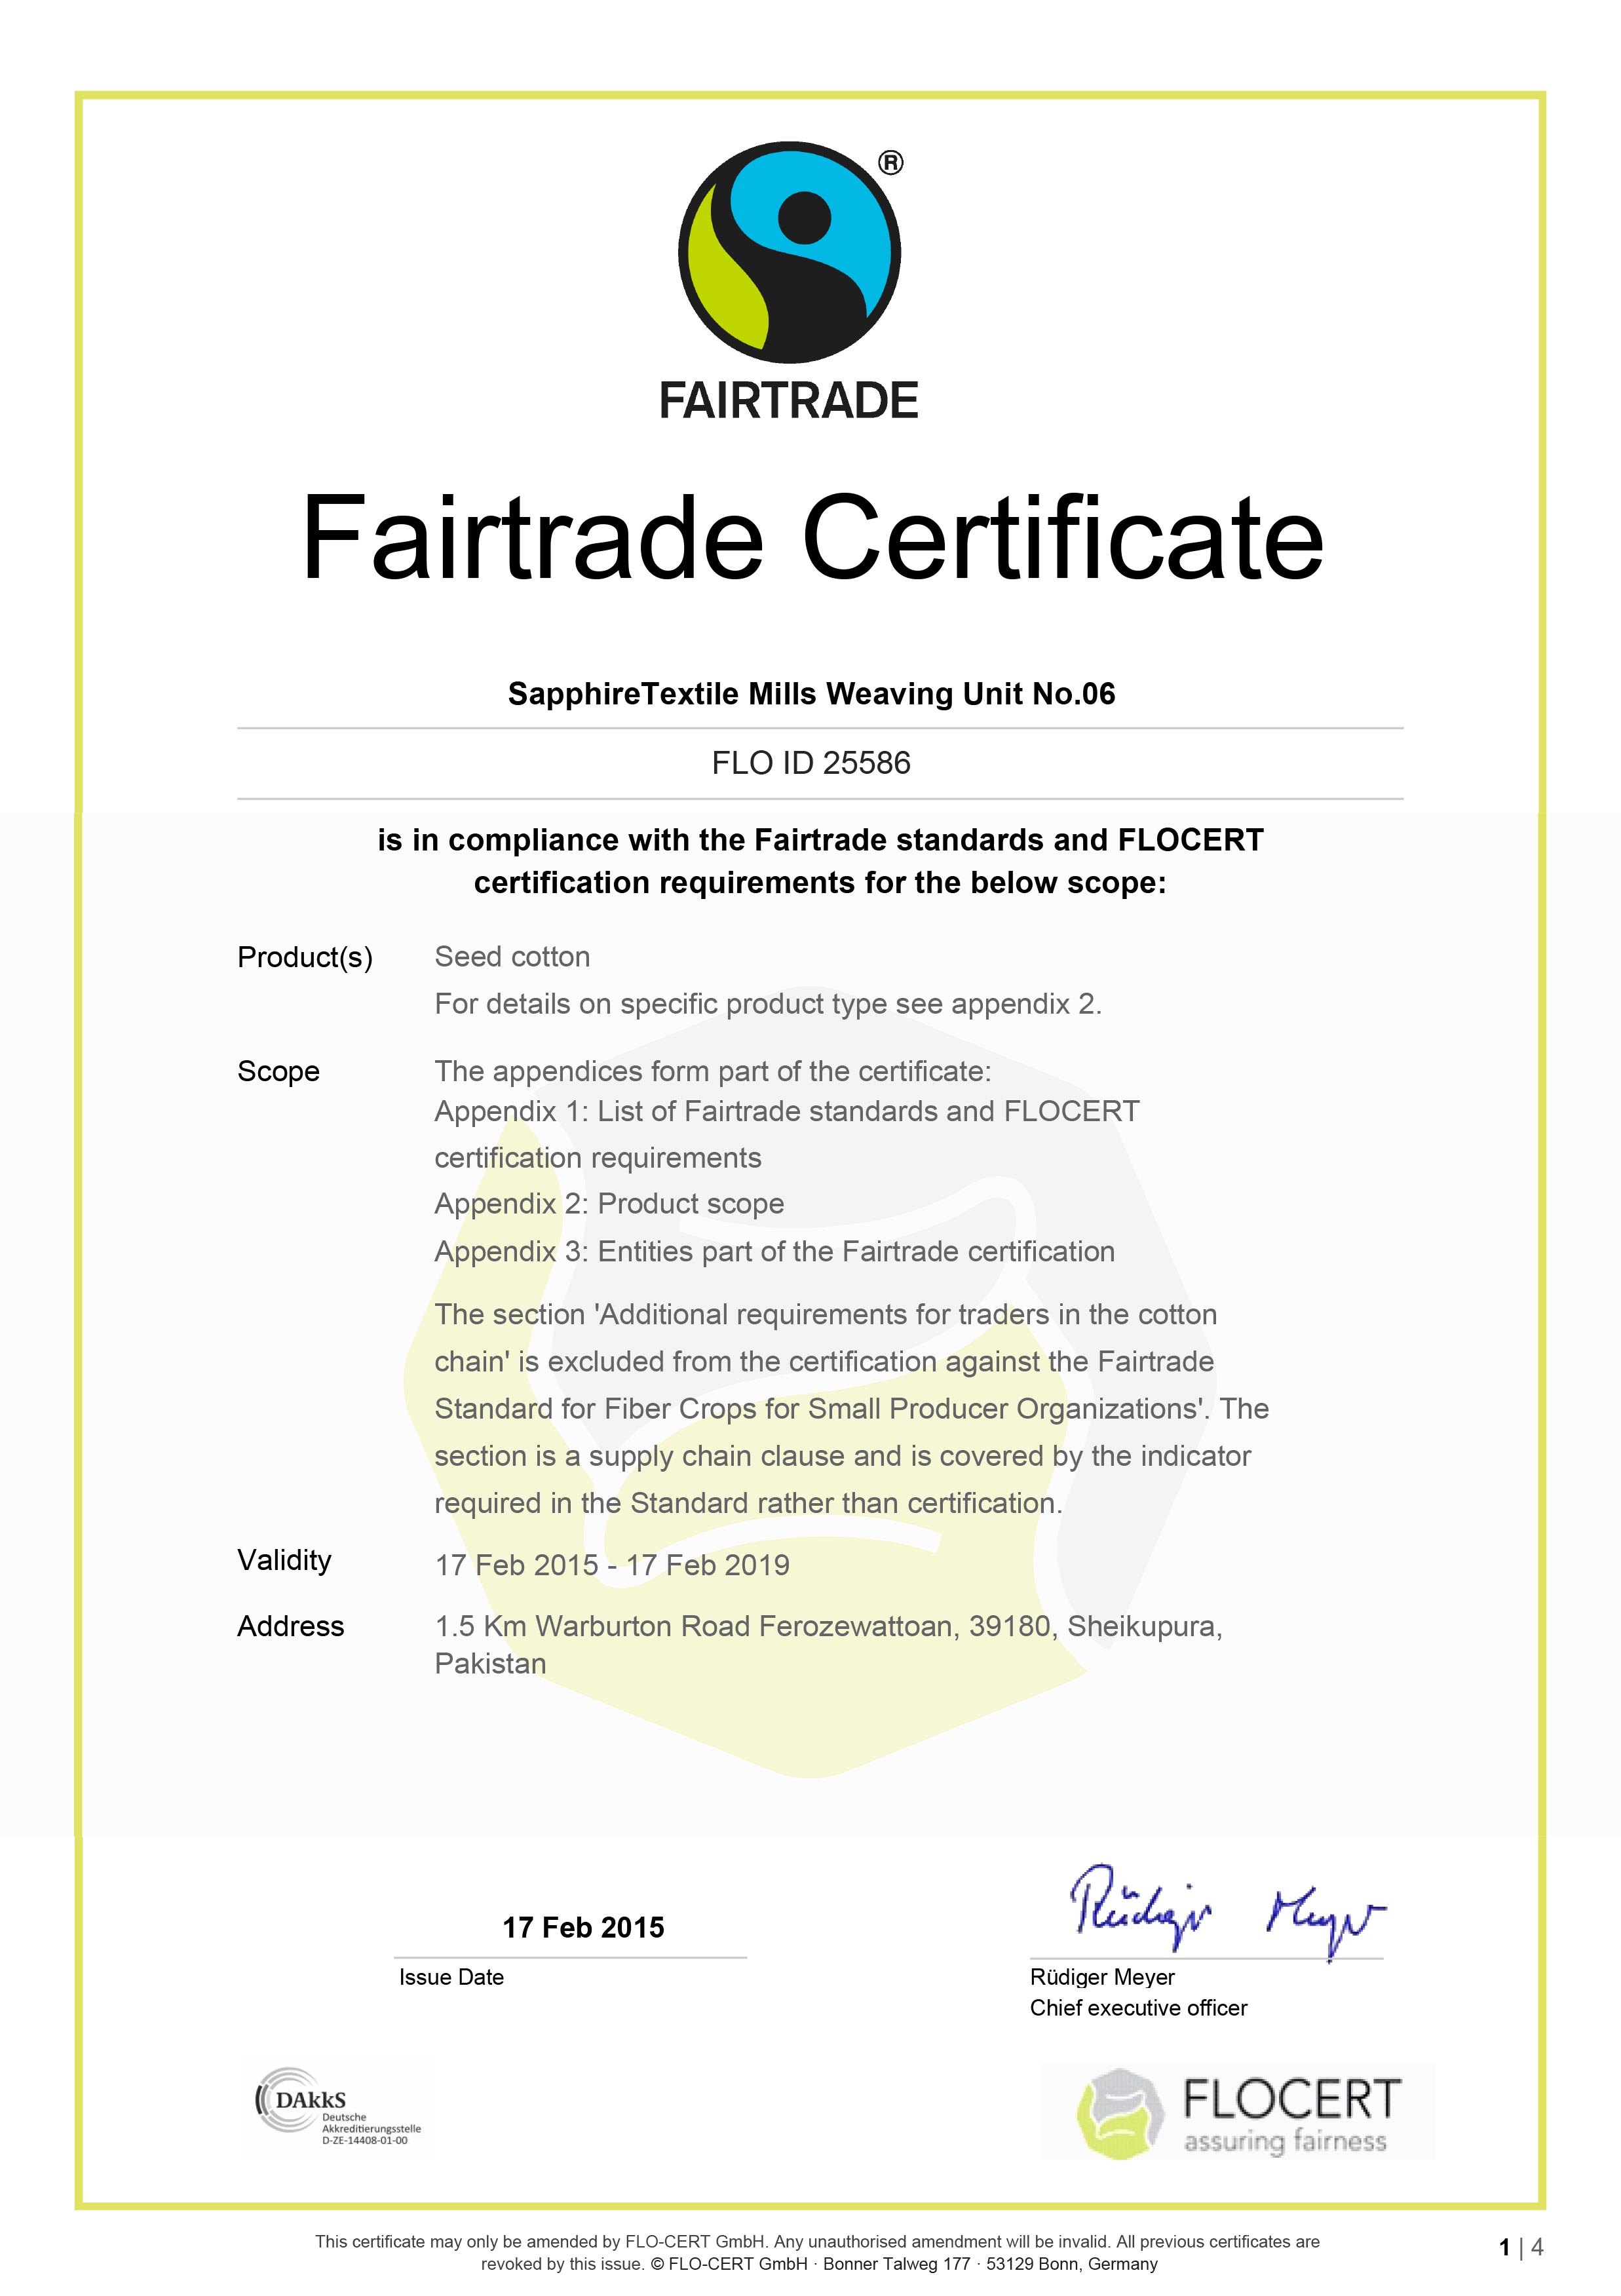 ®
FAIRTRADE
Fairtrade Certificate
SapphireTextile Mills Weaving Unit No.06
FLO ID 25586
is in compliance with the Fairtrade standards and FLOCERT
certification requirements for the below scope:
Product(s) Seed cotton
For details on specific product type see appendix 2.
Scope The appendices form part of the certificate:
Appendix 1: List of Fairtrade standards and FLOCERT
certification requirements
Appendix 2: Product scope
Appendix 3: Entities part of the Fairtrade certification
The section 'Additional requirements for traders in the cotton
chain' is excluded from the certification against the Fairtrade
Standard for Fiber Crops for Small Producer Organizations'. The
section is a supply chain clause and is covered by the indicator
required in the Standard rather than certification.
Validity 17 Feb 2015 - 17 Feb 2019
Address 1.5 Km Warburton Road Ferozewattoan, 39180, Sheikupura,
Pakistan
Rüdiger Meyer
17 Feb 2015
Issue Date
Rüdiger Meyer
Chief executive officer
DAkkS
Deutsche
Akkreditierungsstelle
D-ZE-14408-01-00
FLOCERT
assuring fairness
This certificate may only be amended by FLO-CERT GmbH. Any unauthorised amendment will be invalid. All previous certificates are
revoked by this issue. © FLO-CERT GmbH · Bonner Talweg 177 · 53129 Bonn, Germany
1 | 4